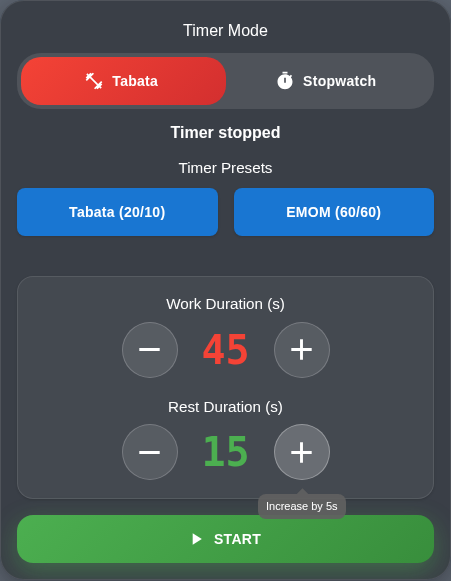 Timer Mode
Tabata
Stopwatch
Timer stopped
Timer Presets
Tabata (20/10)
EMOM (60/60)
Work Duration (s)
45
Rest Duration (s)
15
Increase by 5s
START